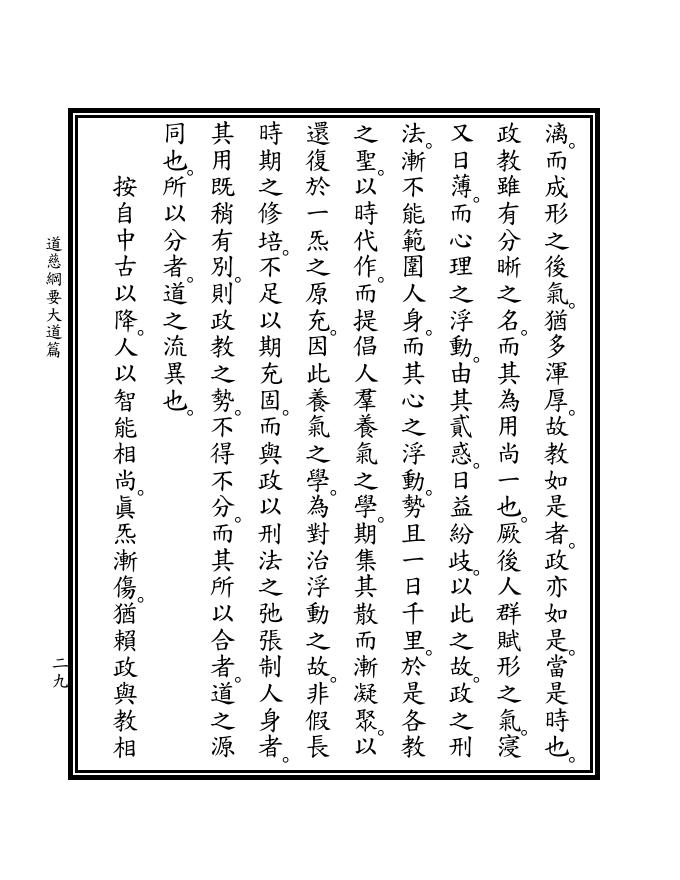 漓。而成形之後氣。猶多渾厚。故教如是者。政亦如是。當是時也。
政教雖有分晰之名。而其為用尚一也。厥後人群賦形之氣。寖
又日薄。而心理之浮動。由其貳惑。日益紛歧。以此之故。政之刑
法。漸不能範圍人身。而其心之浮動。勢且一日千里。於是各教
之聖。以時代作。而提倡人羣養氣之學。期集其散而漸凝聚。以
還復於一炁之原充。因此養氣之學。為對治浮動之故。非假長
時期之修培。不足以期充固。而與政以刑法之弛張制人身者。
其用既稍有別。則政教之勢。不得不分。而其所以合者。道之源
同也。所以分者。道之流異也。
按自中古以降。人以智能相尚。眞炁漸傷。猶賴政與教相
道慈綱要大道篇
二九